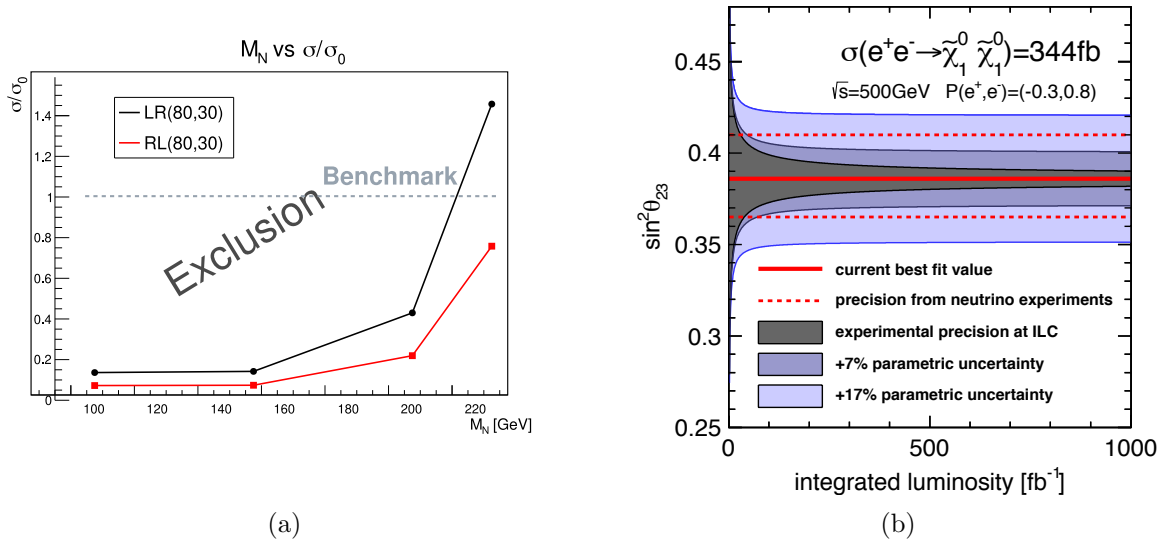 M_N vs σ/σ_0
σ/σ_0
LR(80,30)
RL(80,30)
Benchmark
Exclusion
1.4
1.2
1
0.8
0.6
0.4
0.2
0
100 120 140 160 180 200 220
M_N [GeV]
(a)
σ(e⁺e⁻→χ̃⁰₁ χ̃⁰₁)=344fb
√s=500GeV P(e⁺,e⁻)=(-0.3,0.8)
sin²θ₂₃
0.45
0.4
0.35
0.3
0.25
current best fit value
precision from neutrino experiments
experimental precision at ILC
+7% parametric uncertainty
+17% parametric uncertainty
0 500 1000
integrated luminosity [fb⁻¹]
(b)